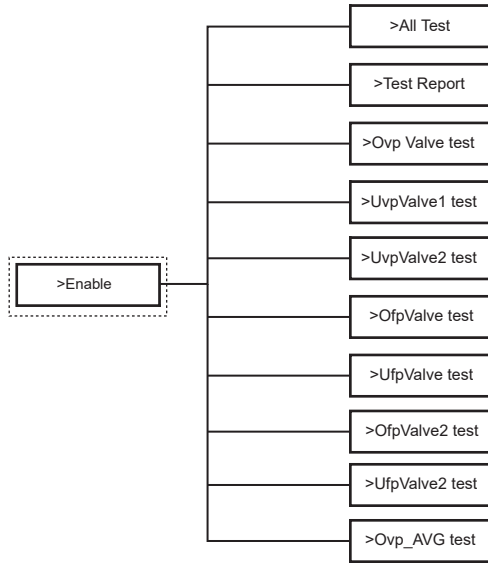 >All Test
>Test Report
>Ovp Valve test
>UvpValve1 test
>UvpValve2 test
>Enable
>OfpValve test
>UfpValve test
>OfpValve2 test
>UfpValve2 test
>Ovp_AVG test